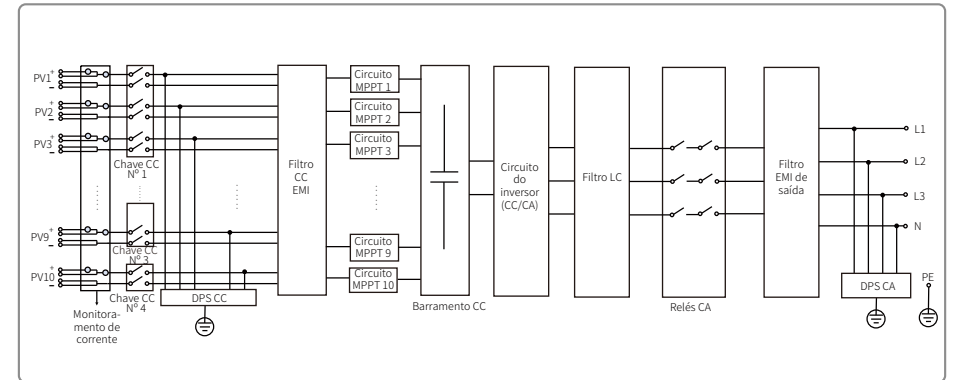 PV1
+
−
PV2
+
−
PV3
+
−
PV9
+
−
PV10
+
−
Monitora-
mento de
corrente
Chave CC
Nº 1
Chave CC
Nº 3
Chave CC
Nº 4
DPS CC
Filtro
CC
EMI
Circuito
MPPT 1
Circuito
MPPT 2
Circuito
MPPT 3
Circuito
MPPT 9
Circuito
MPPT 10
Barramento CC
Circuito
do
inversor
(CC/CA)
Filtro LC
Relés CA
Filtro
EMI de
saída
L1
L2
L3
N
DPS CA
PE